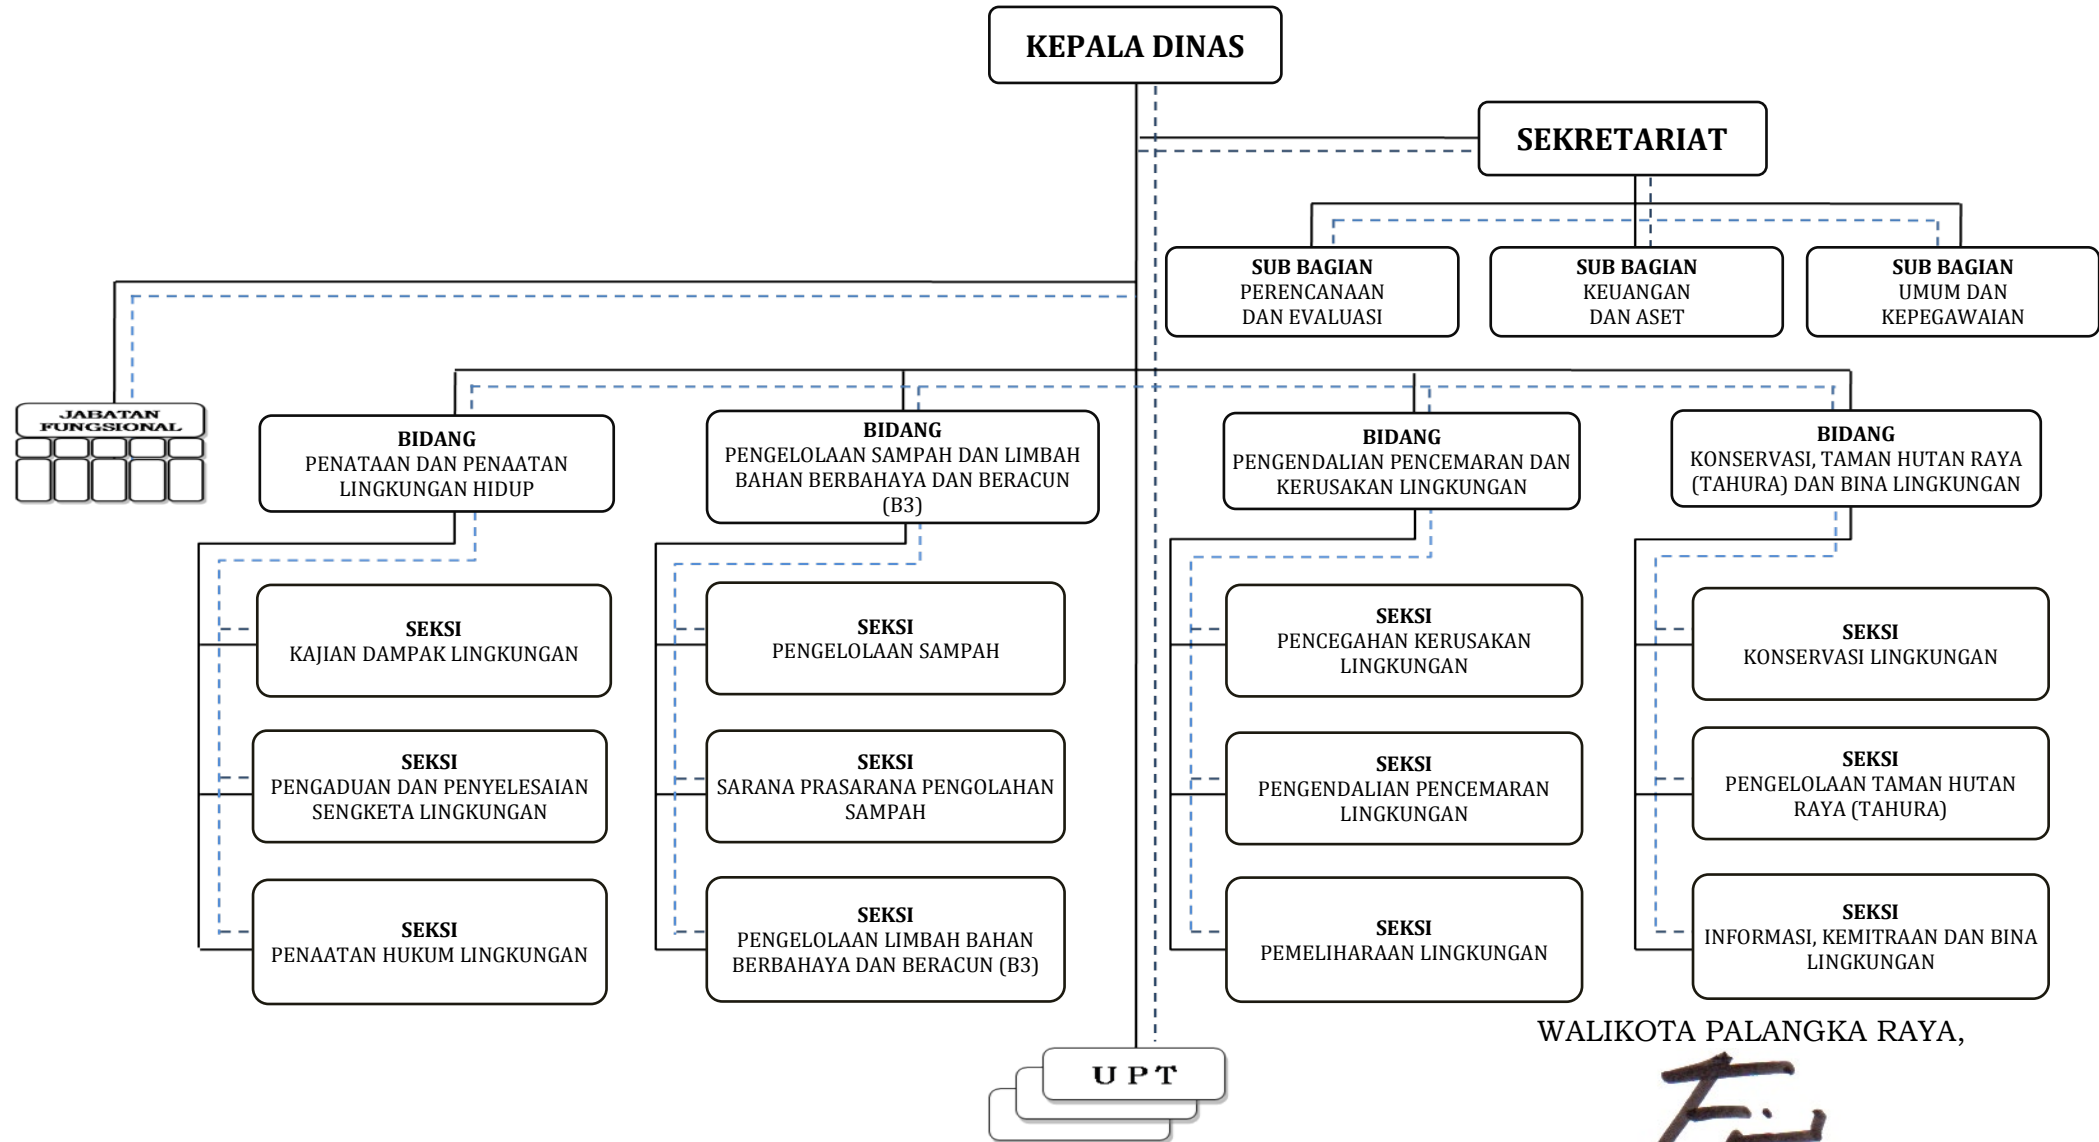 KEPALA DINAS
SEKRETARIAT
SUB BAGIAN
PERENCANAAN
DAN EVALUASI
SUB BAGIAN
KEUANGAN
DAN ASET
SUB BAGIAN
UMUM DAN
KEPEGAWAIAN
JABATAN
FUNGSIONAL
BIDANG
PENATAAN DAN PENAATAN
LINGKUNGAN HIDUP
BIDANG
PENGELOLAAN SAMPAH DAN LIMBAH
BAHAN BERBAHAYA DAN BERACUN
(B3)
BIDANG
PENGENDALIAN PENCEMARAN DAN
KERUSAKAN LINGKUNGAN
BIDANG
KONSERVASI, TAMAN HUTAN RAYA
(TAHURA) DAN BINA LINGKUNGAN
SEKSI
KAJIAN DAMPAK LINGKUNGAN
SEKSI
PENGELOLAAN SAMPAH
SEKSI
PENCEGAHAN KERUSAKAN
LINGKUNGAN
SEKSI
KONSERVASI LINGKUNGAN
SEKSI
PENGADUAN DAN PENYELESAIAN
SENGKETA LINGKUNGAN
SEKSI
SARANA PRASARANA PENGOLAHAN
SAMPAH
SEKSI
PENGENDALIAN PENCEMARAN
LINGKUNGAN
SEKSI
PENGELOLAAN TAMAN HUTAN
RAYA (TAHURA)
SEKSI
PENAATAN HUKUM LINGKUNGAN
SEKSI
PENGELOLAAN LIMBAH BAHAN
BERBAHAYA DAN BERACUN (B3)
SEKSI
PEMELIHARAAN LINGKUNGAN
SEKSI
INFORMASI, KEMITRAAN DAN BINA
LINGKUNGAN
WALIKOTA PALANGKA RAYA,
U P T